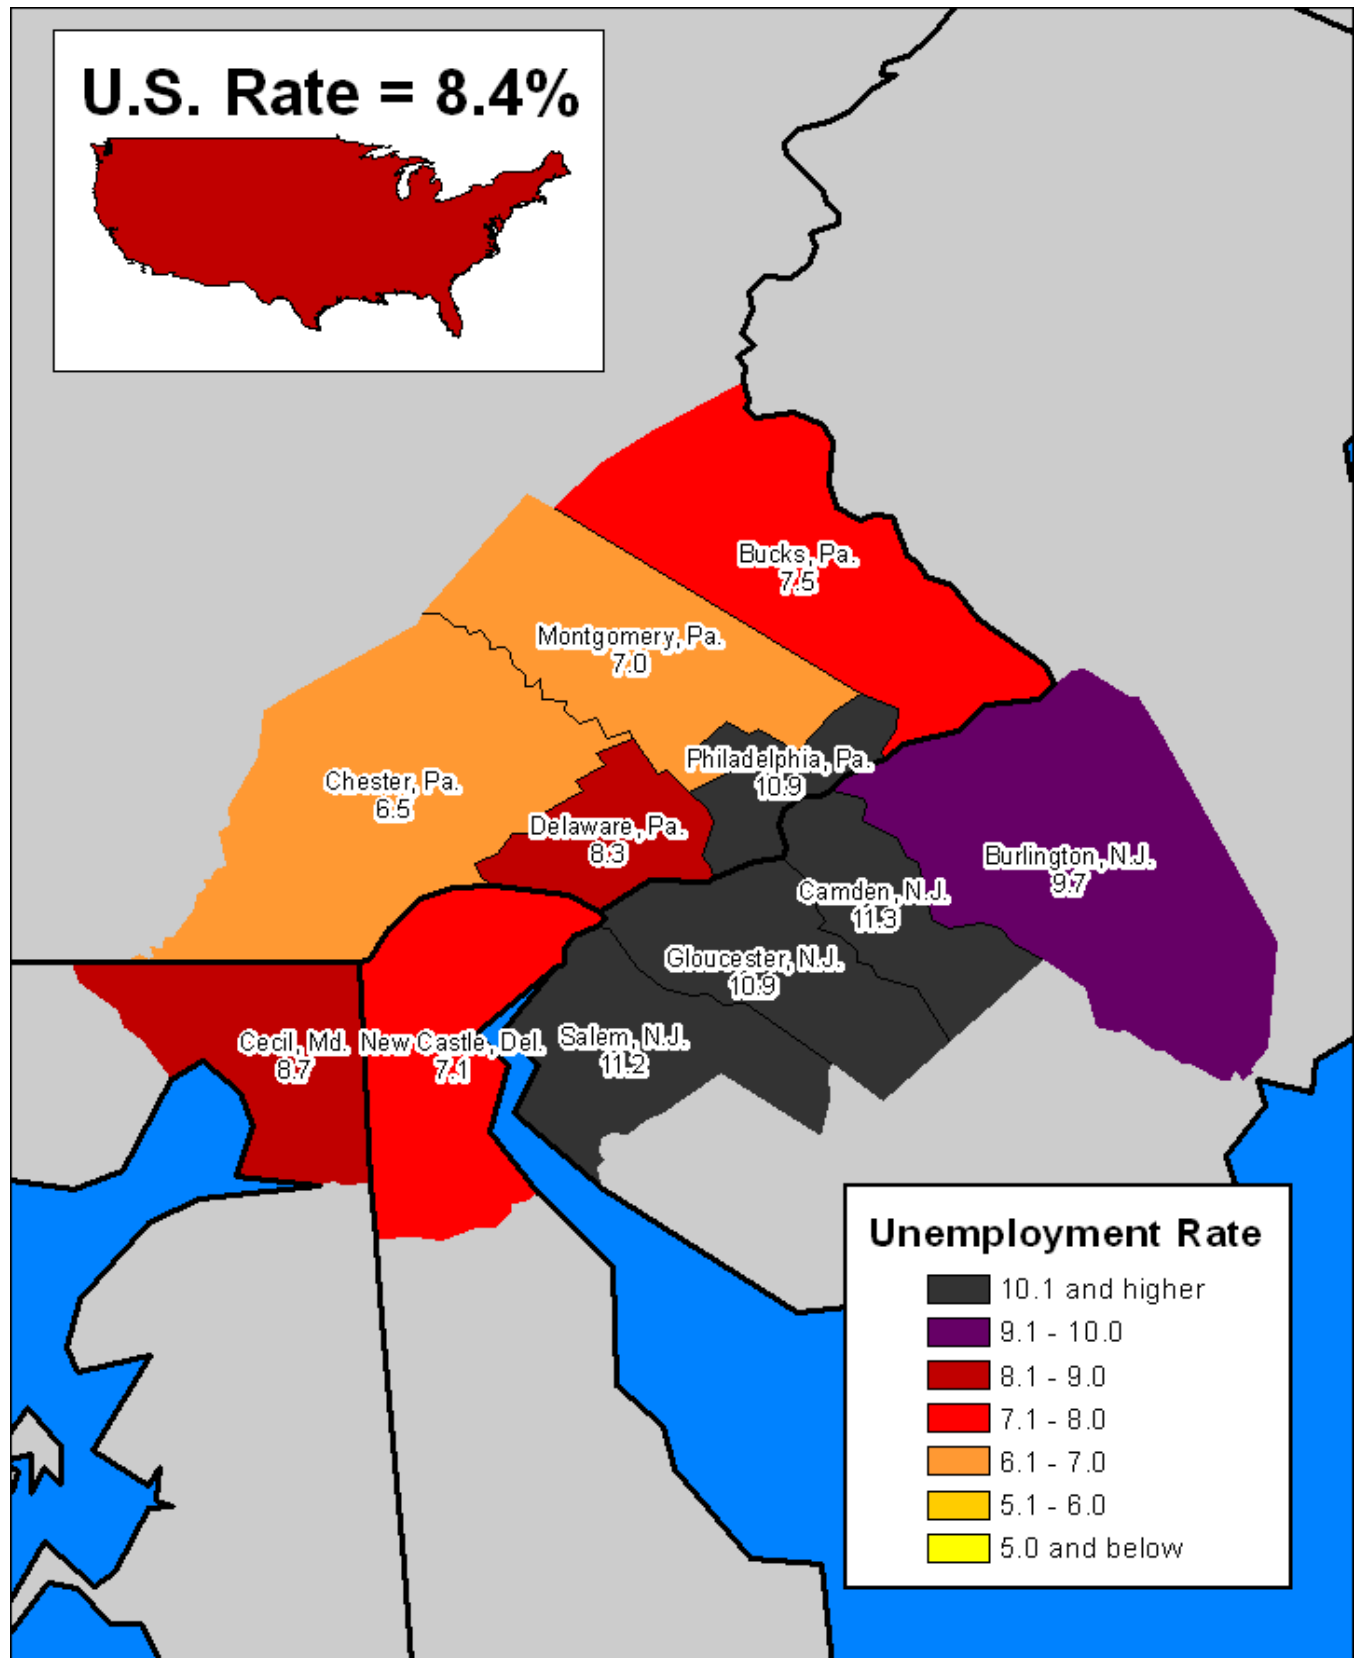 U.S. Rate = 8.4%
Bucks, Pa.
7.5
Montgomery, Pa.
7.0
Philadelphia, Pa.
10.9
Chester, Pa.
6.5
Delaware, Pa.
8.3
Burlington, N.J.
9.7
Camden, N.J.
11.3
Gloucester, N.J.
10.9
Salem, N.J.
11.2
Cecil, Md.
8.7
New Castle, Del.
7.1
Unemployment Rate
10.1 and higher
9.1 - 10.0
8.1 - 9.0
7.1 - 8.0
6.1 - 7.0
5.1 - 6.0
5.0 and below